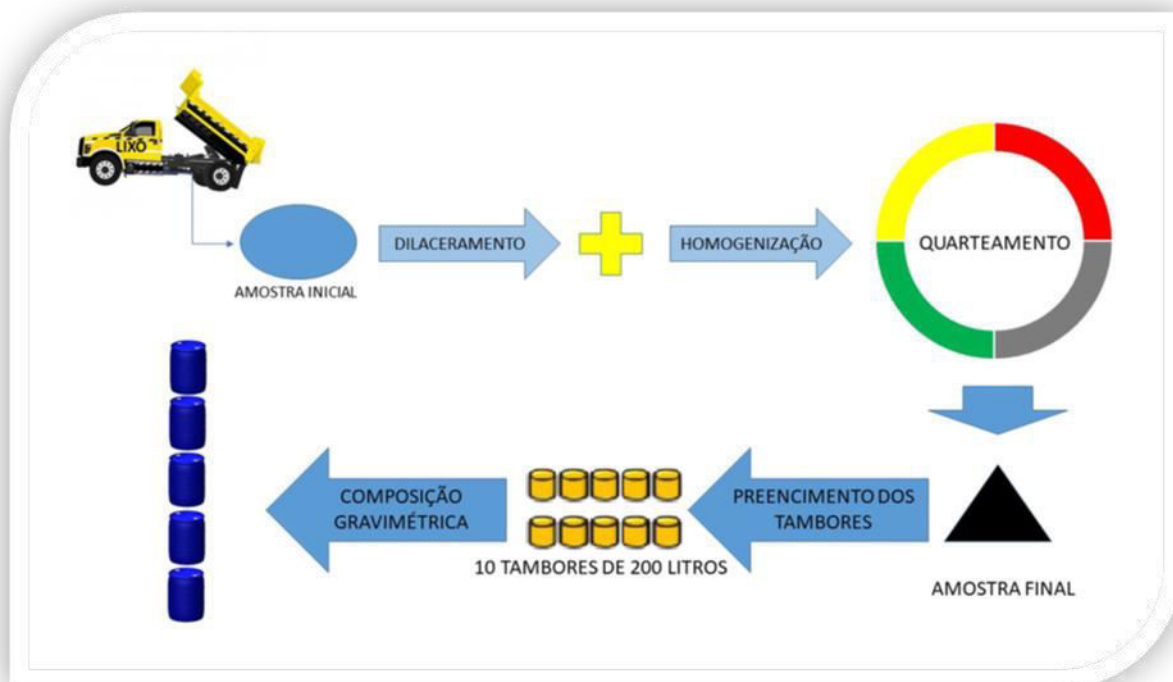 LIXO
AMOSTRA INICIAL
DILACERAMENTO
HOMOGENIZAÇÃO
QUARTEAMENTO
AMOSTRA FINAL
PREENCIMENTO DOS
TAMBORES
10 TAMBORES DE 200 LITROS
COMPOSIÇÃO
GRAVIMÉTRICA